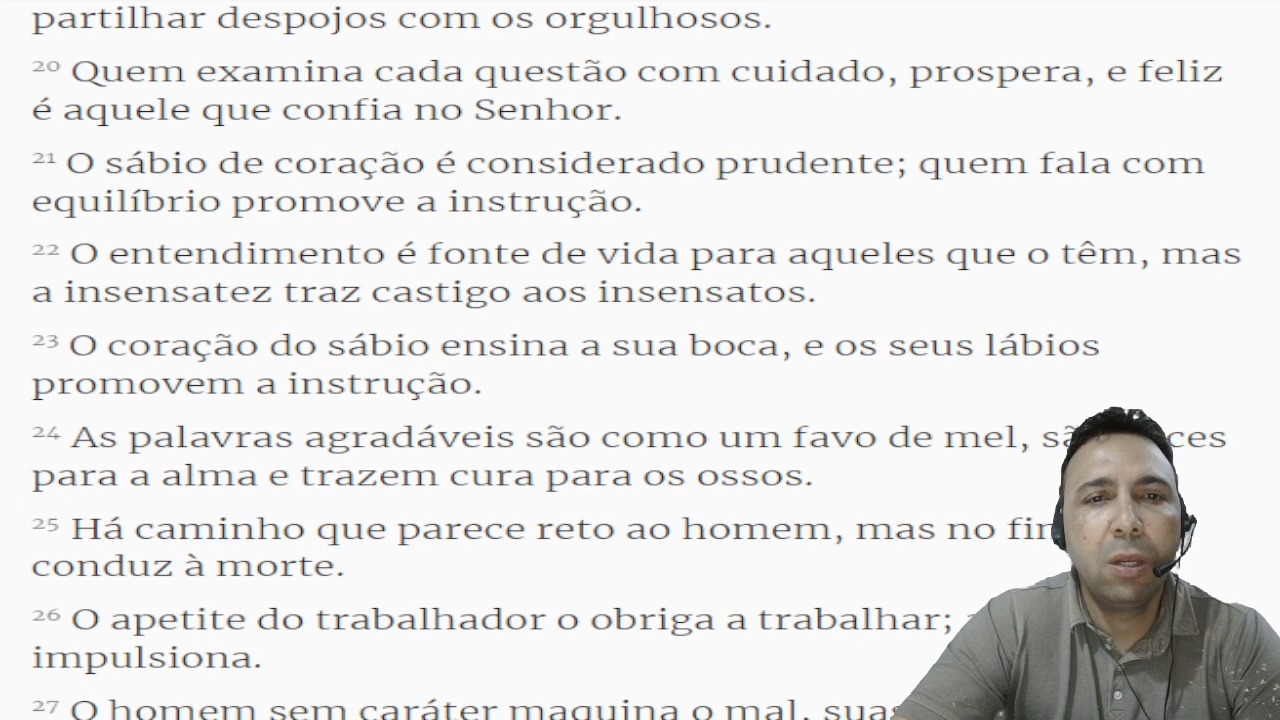 partilhar despojos com os orgulhosos.
20 Quem examina cada questão com cuidado, prospera, e feliz
é aquele que confia no Senhor.
21 O sábio de coração é considerado prudente; quem fala com
equilíbrio promove a instrução.
22 O entendimento é fonte de vida para aqueles que o têm, mas
a insensatez traz castigo aos insensatos.
23 O coração do sábio ensina a sua boca, e os seus lábios
promovem a instrução.
24 As palavras agradáveis são como um favo de mel,
para a alma e trazem cura para os ossos.
25 Há caminho que parece reto ao homem, mas no
conduz à morte.
26 O apetite do trabalhador o obriga a trabalhar;
impulsiona.
27 O homem sem caráter maquina o mal,